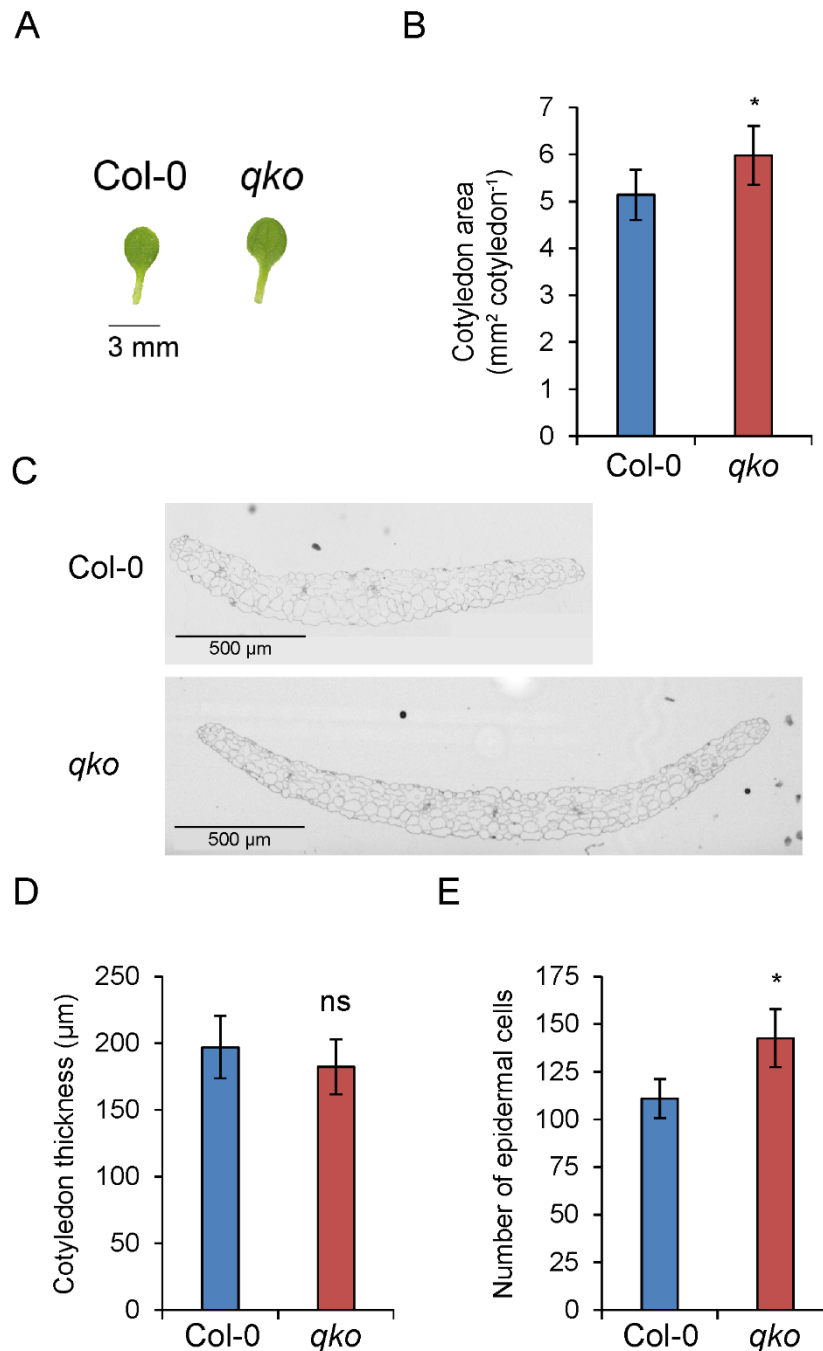 A
Col-0 qko
3 mm
B
Cotyledon area
(mm² cotyledon⁻¹)
7
6
5
4
3
2
1
0
*
Col-0 qko
C
Col-0
500 µm
qko
500 µm
D
Cotyledon thickness (µm)
250
200
150
100
50
0
ns
Col-0 qko
E
Number of epidermal cells
175
150
125
100
75
50
25
0
*
Col-0 qko